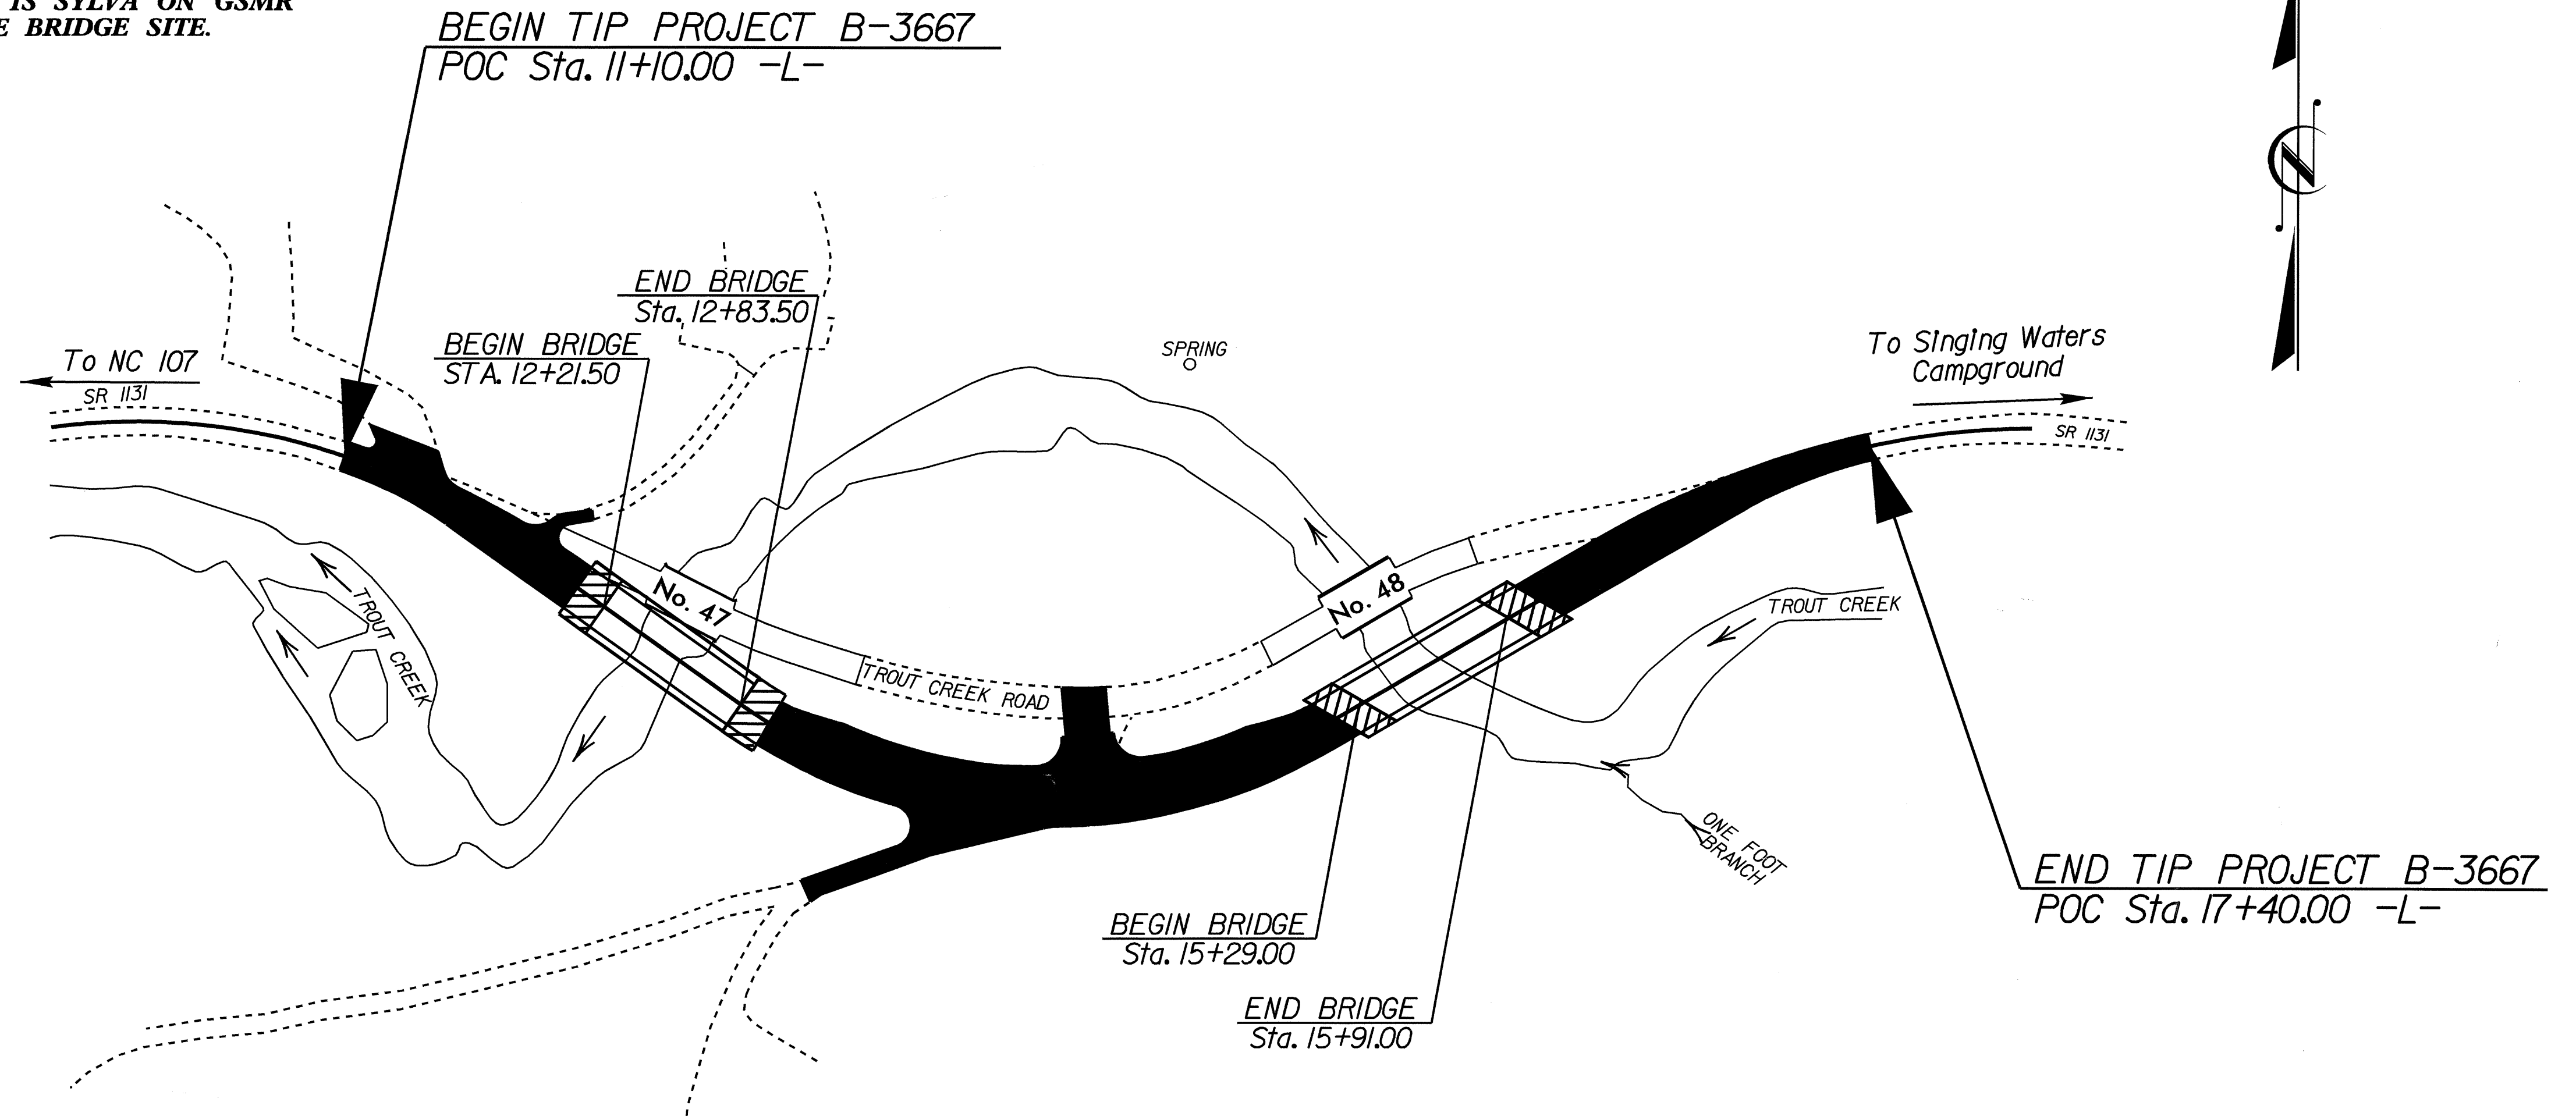 IS SYLVA ON GSMR
BRIDGE SITE.
BEGIN TIP PROJECT B-3667
POC Sta. 11+10.00 -L-
N
END BRIDGE
Sta. 12+83.50
BEGIN BRIDGE
STA. 12+21.50
SPRING
To NC 107
SR 1131
To Singing Waters
Campground
SR 1131
No. 47
No. 48
TROUT CREEK
TROUT CREEK
TROUT CREEK ROAD
ONE FOOT
BRANCH
END TIP PROJECT B-3667
POC Sta. 17+40.00 -L-
BEGIN BRIDGE
Sta. 15+29.00
END BRIDGE
Sta. 15+91.00